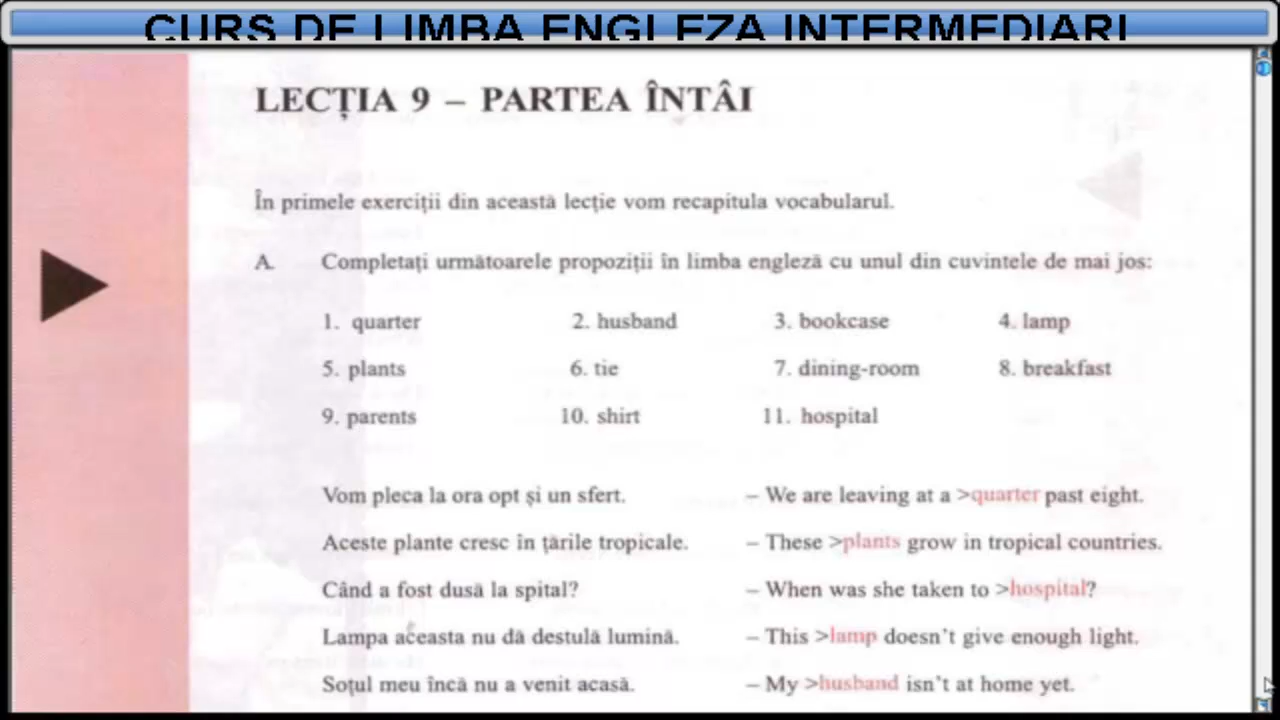 CURS DE LIMBA ENGLEZA INTERMEDIARI
LECȚIA 9 – PARTEA ÎNTÂI
În primele exerciții din această lecție vom recapitula vocabularul.
A. Completați următoarele propoziții în limba engleză cu unul din cuvintele de mai jos:
1. quarter 2. husband 3. bookcase 4. lamp
5. plants 6. tie 7. dining-room 8. breakfast
9. parents 10. shirt 11. hospital
Vom pleca la ora opt și un sfert. – We are leaving at a >quarter past eight.
Aceste plante cresc în țările tropicale. – These >plants grow in tropical countries.
Când a fost dusă la spital? – When was she taken to >hospital?
Lampa aceasta nu dă destulă lumină. – This >lamp doesn't give enough light.
Soțul meu încă nu a venit acasă. – My >husband isn't at home yet.